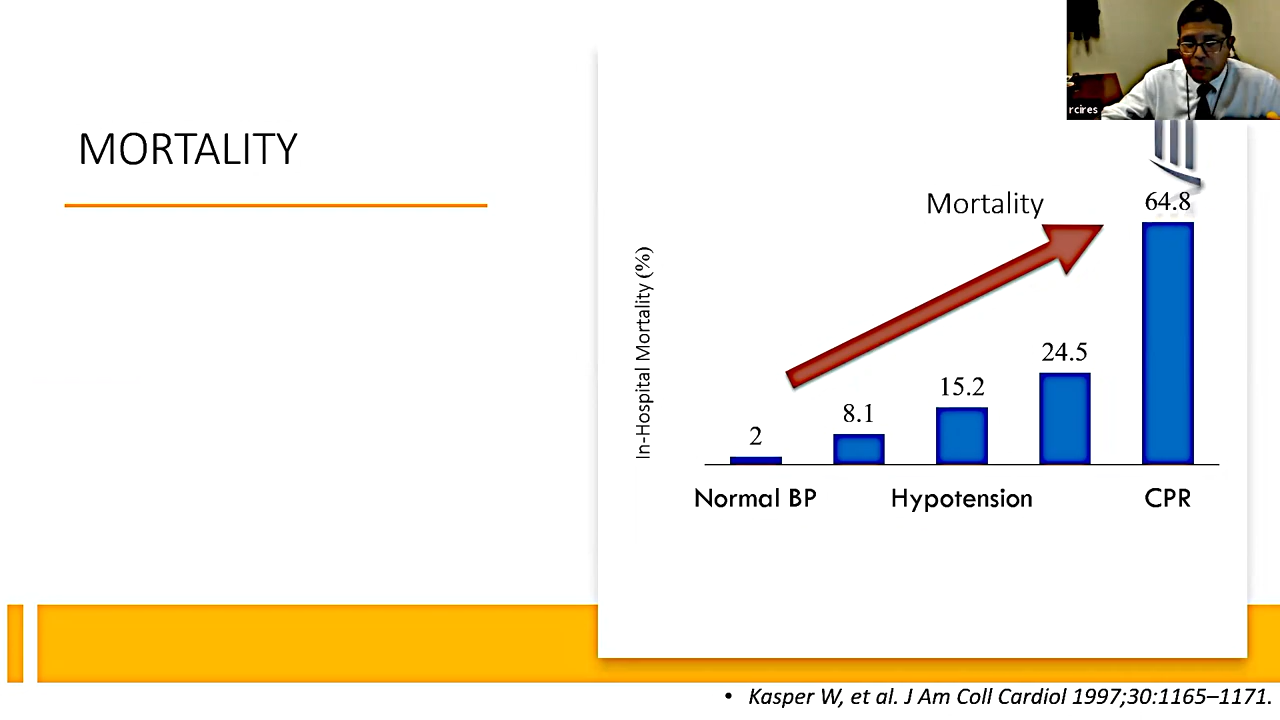 rcires
MORTALITY
Mortality
64.8
24.5
15.2
8.1
2
In-Hospital Mortality (%)
Normal BP
Hypotension
CPR
• Kasper W, et al. J Am Coll Cardiol 1997;30:1165–1171.